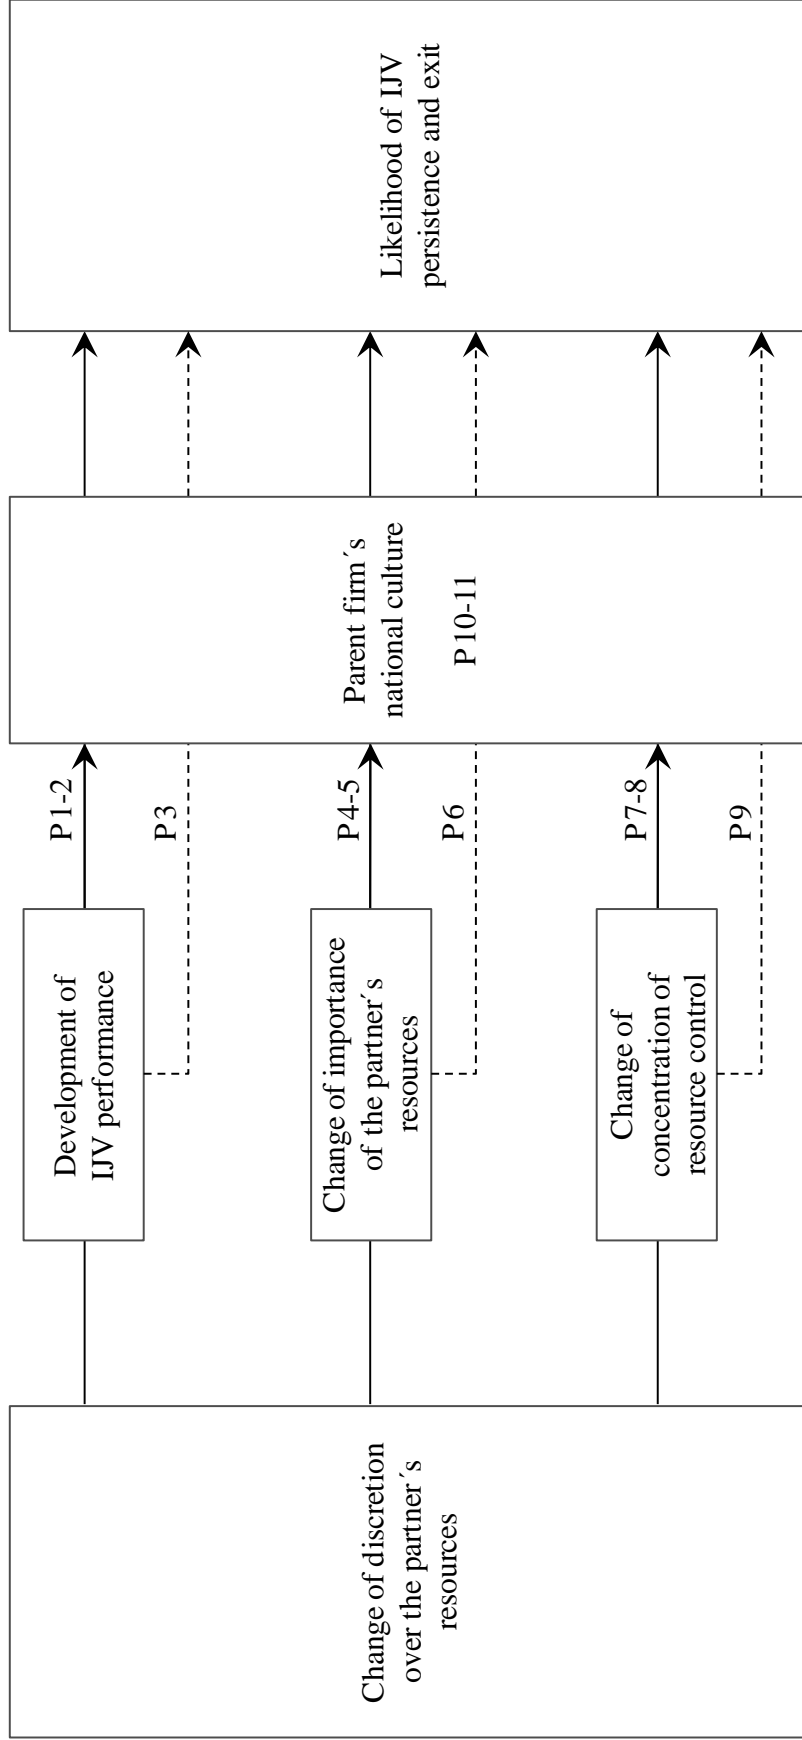 Change of discretion
over the partner´s
resources
Development of
IJV performance
P1-2
P3
Change of importance
of the partner´s
resources
P4-5
P6
Change of
concentration of
resource control
P7-8
P9
Parent firm´s
national culture
P10-11
Likelihood of IJV
persistence and exit